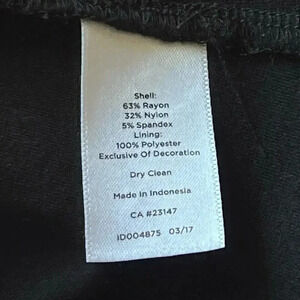 Shell:
63% Rayon
32% Nylon
5% Spandex
Lining:
100% Polyester
Exclusive Of Decoration
Dry Clean
Made In Indonesia
CA #23147
ID004875 03/17